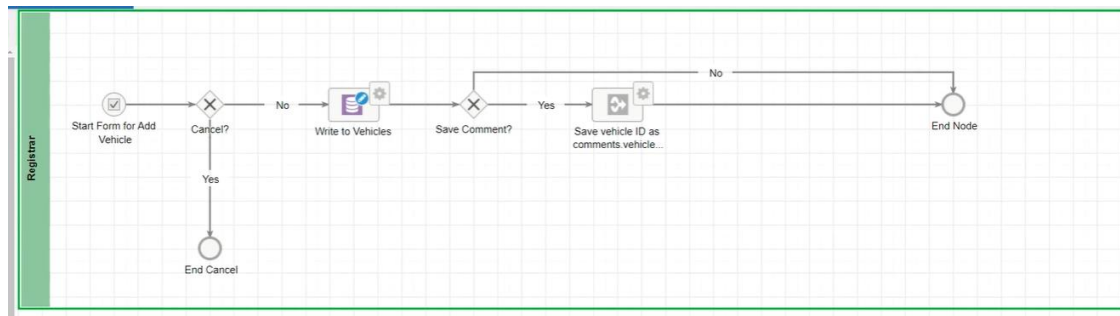 Registrar
Start Form for Add
Vehicle
Cancel?
No
Write to Vehicles
Save Comment?
Yes
Save vehicle ID as
comments.vehicle...
No
End Node
Yes
End Cancel